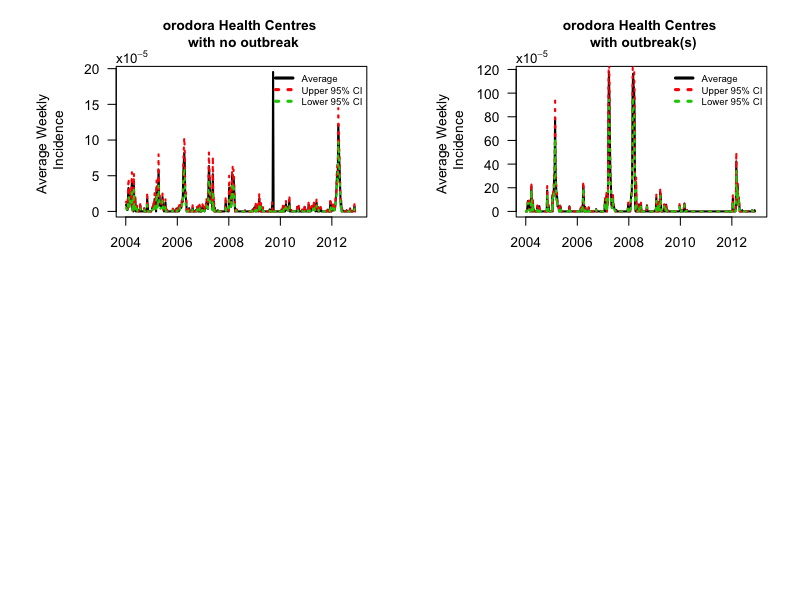 orodora Health Centres
with no outbreak
x10−5
20
15
10
5
0
Average Weekly
Incidence
Average
Upper 95% CI
Lower 95% CI
2004
2006
2008
2010
2012
orodora Health Centres
with outbreak(s)
x10−5
120
100
80
60
40
20
0
Average Weekly
Incidence
Average
Upper 95% CI
Lower 95% CI
2004
2006
2008
2010
2012